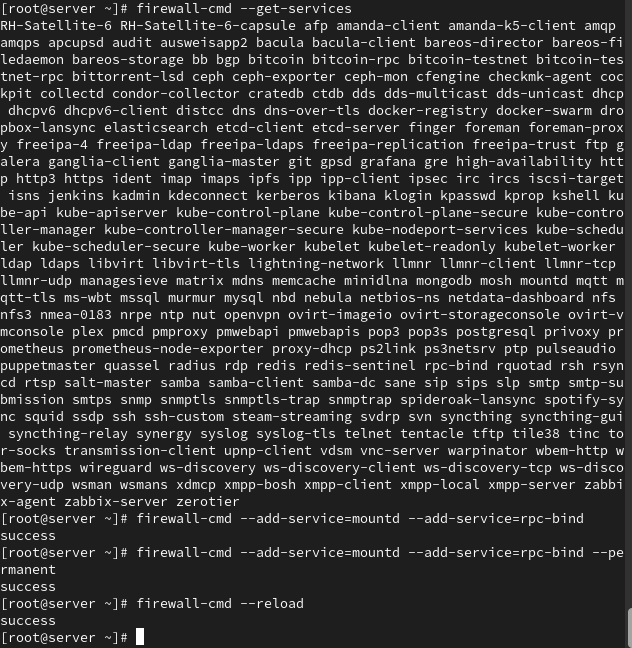 [root@server ~]# firewall-cmd --get-services
RH-Satellite-6 RH-Satellite-6-capsule afp amanda-client amanda-k5-client amqp
amqps apcupsd audit ausweisapp2 bacula bacula-client bareos-director bareos-fi
ledaemon bareos-storage bb bgp bitcoin bitcoin-rpc bitcoin-testnet bitcoin-tes
tnet-rpc bittorrent-lsd ceph ceph-exporter ceph-mon cfengine checkmk-agent coc
kpit collectd condor-collector cratedb ctdb dds dds-multicast dds-unicast dhcp
 dhcpv6 dhcpv6-client distcc dns dns-over-tls docker-registry docker-swarm dro
pbox-lansync elasticsearch etcd-client etcd-server finger foreman foreman-prox
y freeipa-4 freeipa-ldap freeipa-ldaps freeipa-replication freeipa-trust ftp g
alera ganglia-client ganglia-master git gpsd grafana gre high-availability htt
p http3 https ident imap imaps ipfs ipp ipp-client ipsec irc ircs iscsi-target
 isns jenkins kadmin kdeconnect kerberos kibana klogin kpasswd kprop kshell ku
be-api kube-apiserver kube-control-plane kube-control-plane-secure kube-contro
ller-manager kube-controller-manager-secure kube-nodeport-services kube-schedu
ler kube-scheduler-secure kube-worker kubelet kubelet-readonly kubelet-worker
ldap ldaps libvirt libvirt-tls lightning-network llmnr llmnr-client llmnr-tcp
llmnr-udp managesieve matrix mdns memcache minidlna mongodb mosh mountd mqtt m
qtt-tls ms-wbt mssql murmur mysql nbd nebula netbios-ns netdata-dashboard nfs
nfs3 nmea-0183 nrpe ntp nut openvpn ovirt-imageio ovirt-storageconsole ovirt-v
mconsole plex pmcd pmproxy pmwebapi pmwebapis pop3 pop3s postgresql privoxy pr
ometheus prometheus-node-exporter proxy-dhcp ps2link ps3netsrv ptp pulseaudio
puppetmaster quassel radius rdp redis redis-sentinel rpc-bind rquotad rsh rsyn
cd rtsp salt-master samba samba-client samba-dc sane sip sips slp smtp smtp-su
bmission smtps snmp snmptls snmptls-trap snmptrap spideroak-lansync spotify-sy
nc squid ssdp ssh ssh-custom steam-streaming svdrp svn syncthing syncthing-gui
 syncthing-relay synergy syslog syslog-tls telnet tentacle tftp tile38 tinc to
r-socks transmission-client upnp-client vdsm vnc-server warpinator wbem-http w
bem-https wireguard ws-discovery ws-discovery-client ws-discovery-tcp ws-disco
very-udp wsman wsmans xdmcp xmpp-bosh xmpp-client xmpp-local xmpp-server zabbi
x-agent zabbix-server zerotier
[root@server ~]# firewall-cmd --add-service=mountd --add-service=rpc-bind
success
[root@server ~]# firewall-cmd --add-service=mountd --add-service=rpc-bind --pe
rmanent
success
[root@server ~]# firewall-cmd --reload
success
[root@server ~]#